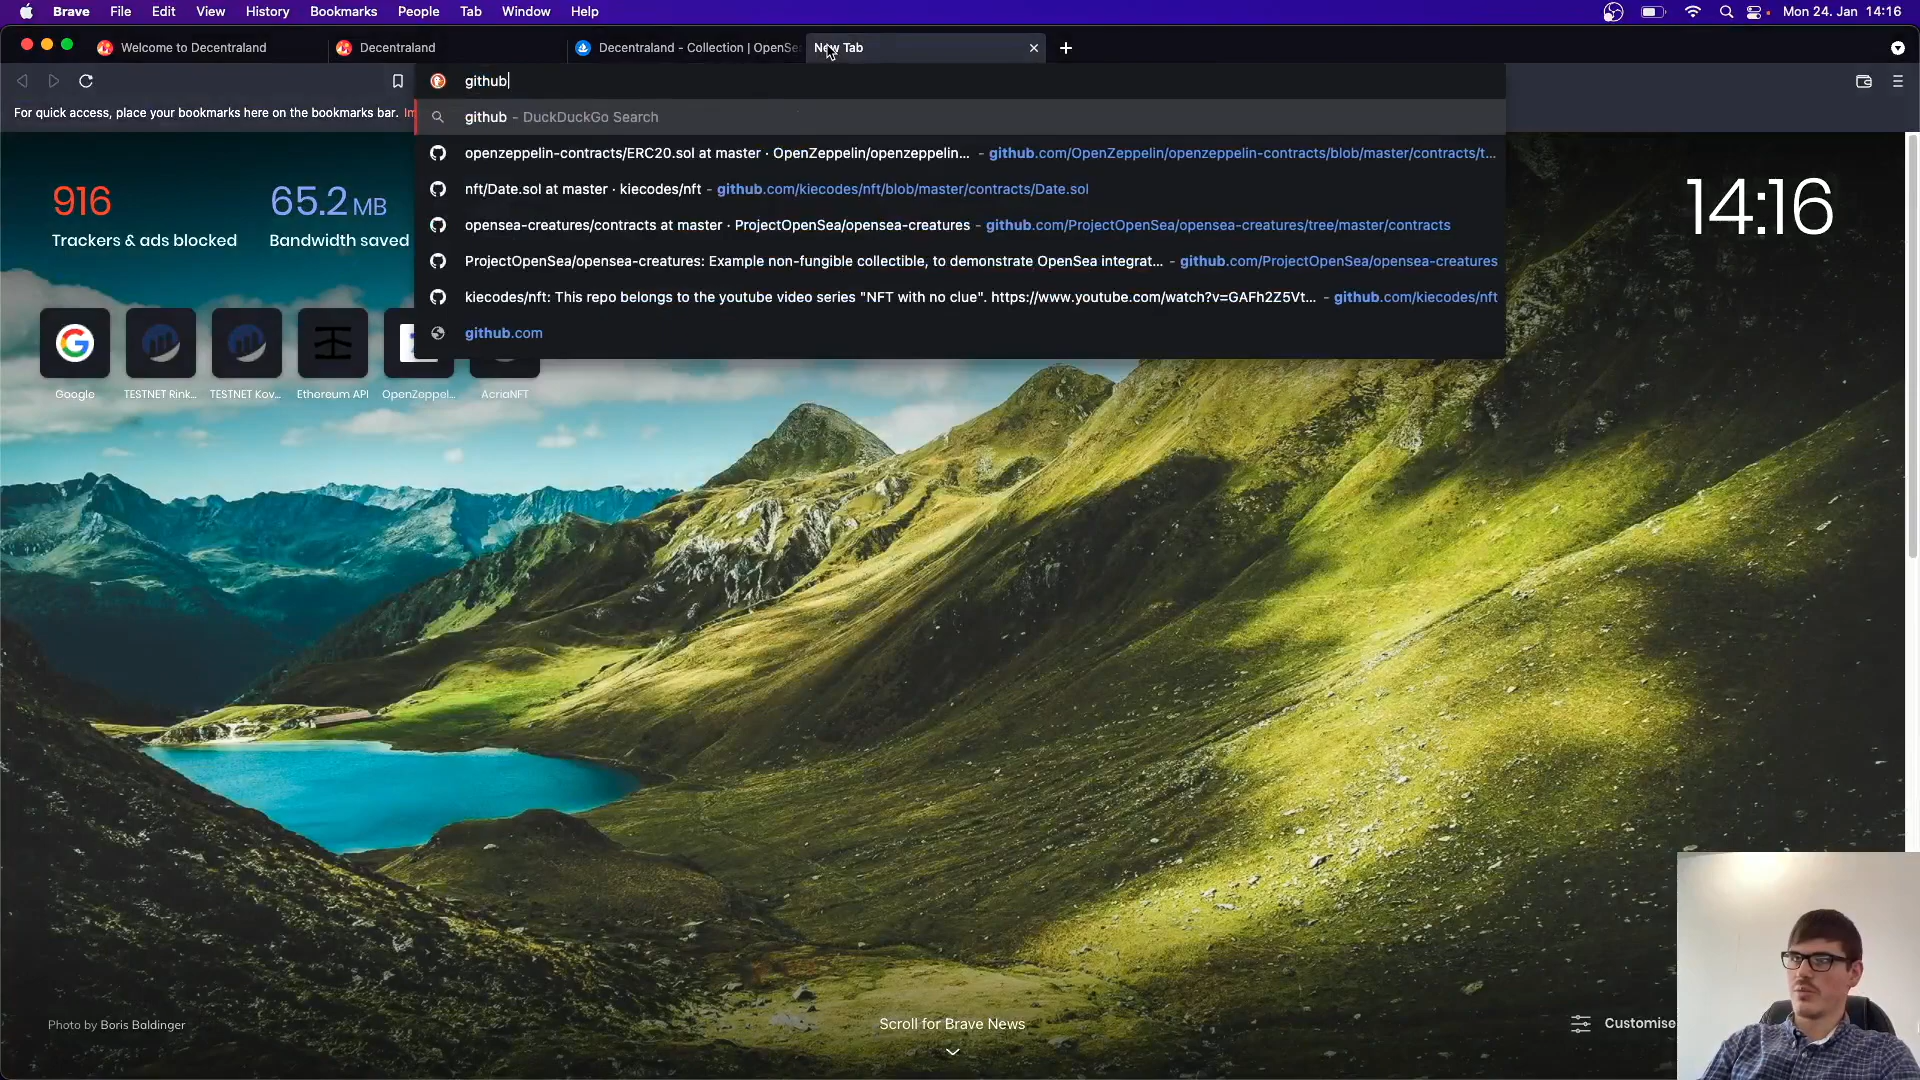 Brave File Edit View History Bookmarks People Tab Window Help Mon 24. Jan 14:16
Welcome to Decentraland Decentraland Decentraland - Collection | OpenSe New Tab
github
For quick access, place your bookmarks here on the bookmarks bar. Im
github - DuckDuckGo Search
openzeppelin-contracts/ERC20.sol at master · OpenZeppelin/openzeppelin... - github.com/OpenZeppelin/openzeppelin-contracts/blob/master/contracts/t...
nft/Date.sol at master · kiecodes/nft - github.com/kiecodes/nft/blob/master/contracts/Date.sol
opensea-creatures/contracts at master · ProjectOpenSea/opensea-creatures - github.com/ProjectOpenSea/opensea-creatures/tree/master/contracts
ProjectOpenSea/opensea-creatures: Example non-fungible collectible, to demonstrate OpenSea integrat... - github.com/ProjectOpenSea/opensea-creatures
kiecodes/nft: This repo belongs to the youtube video series "NFT with no clue". https://www.youtube.com/watch?v=GAFh2Z5Vt... - github.com/kiecodes/nft
github.com
916 65.2 MB
Trackers & ads blocked Bandwidth saved
14:16
Google TESTNET Rink... TESTNET Kov... Ethereum API OpenZeppel... AcriaNFT
Photo by Boris Baldinger
Scroll for Brave News
Customise